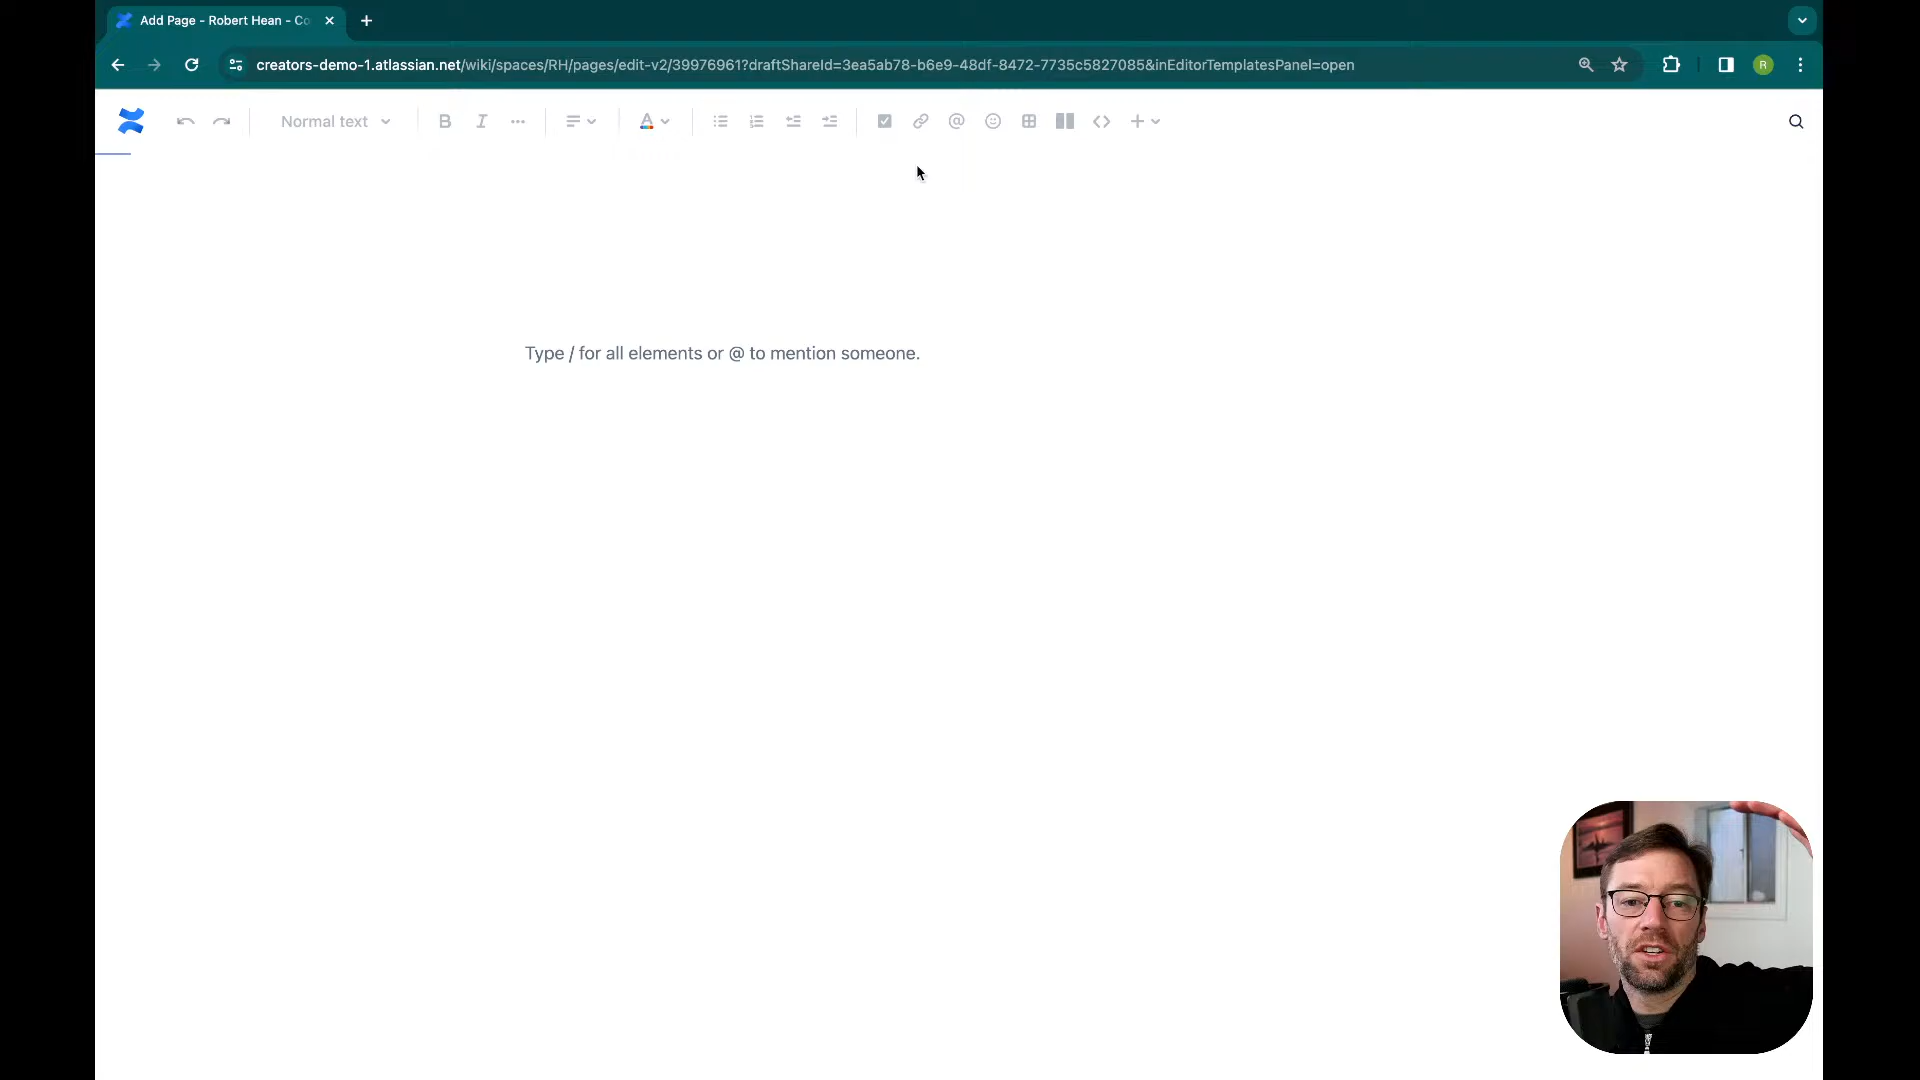 Add Page - Robert Hean - Co
creators-demo-1.atlassian.net/wiki/spaces/RH/pages/edit-v2/39976961?draftShareId=3ea5ab78-b6e9-48df-8472-7735c5827085&inEditorTemplatesPanel=open
R
Normal text
B I A @
Type / for all elements or @ to mention someone.